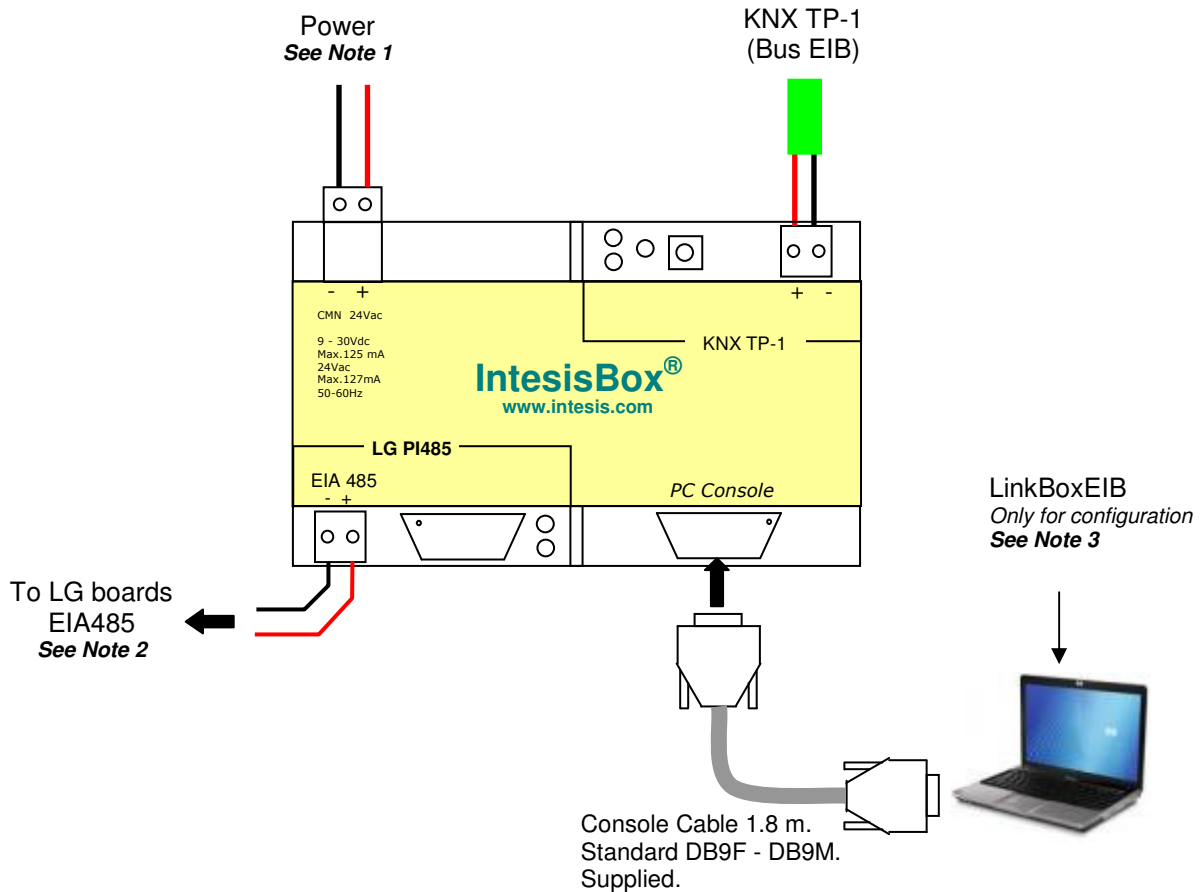 Power
See Note 1
KNX TP-1
(Bus EIB)
- +
CMN 24Vac
9 - 30Vdc
Max.125 mA
24Vac
Max.127mA
50-60Hz
+ -
KNX TP-1
IntesisBox®
www.intesis.com
LG PI485
EIA 485
- +
PC Console
LinkBoxEIB
Only for configuration
See Note 3
To LG boards
EIA485
See Note 2
Console Cable 1.8 m.
Standard DB9F - DB9M.
Supplied.